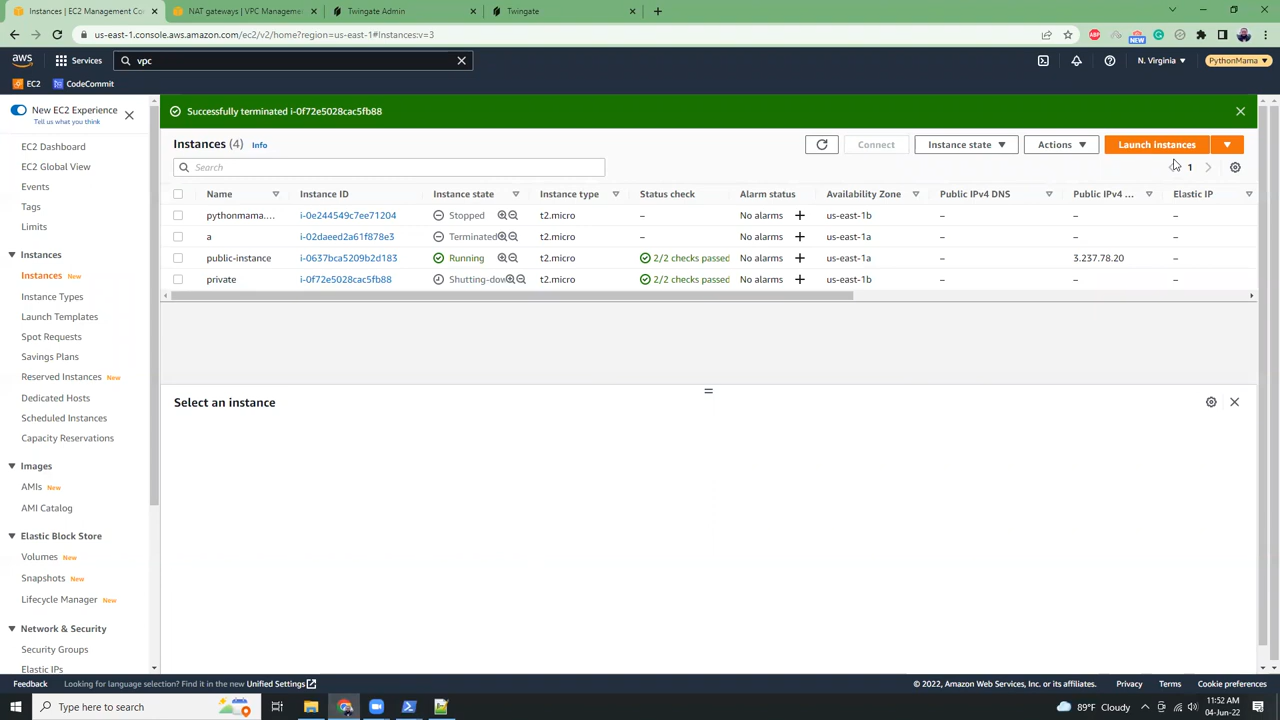 Instances | EC2 Management Co
NAT gateways | VPC Manageme
Twingate Admin
Twingate
us-east-1.console.aws.amazon.com/ec2/v2/home?region=us-east-1#Instances:v=3
ABP
NEW
aws
Services
vpc
N. Virginia
PythonMama
EC2
CodeCommit
New EC2 Experience
Tell us what you think
EC2 Dashboard
EC2 Global View
Events
Tags
Limits
Instances
Instances New
Instance Types
Launch Templates
Spot Requests
Savings Plans
Reserved Instances New
Dedicated Hosts
Scheduled Instances
Capacity Reservations
Images
AMIs New
AMI Catalog
Elastic Block Store
Volumes New
Snapshots New
Lifecycle Manager New
Network & Security
Security Groups
Elastic IPs
Successfully terminated i-0f72e5028cac5fb88
Instances (4) Info
Connect
Instance state
Actions
Launch instances
Search
1
Name Instance ID Instance state Instance type Status check Alarm status Availability Zone Public IPv4 DNS Public IPv4 ... Elastic IP
pythonmama.... i-0e244549c7ee71204 Stopped t2.micro – No alarms + us-east-1b – – –
a i-02daeed2a61f878e3 Terminated t2.micro – No alarms + us-east-1a – – –
public-instance i-0637bca5209b2d183 Running t2.micro 2/2 checks passed No alarms + us-east-1a – 3.237.78.20 –
private i-0f72e5028cac5fb88 Shutting-dow t2.micro 2/2 checks passed No alarms + us-east-1b – – –
Select an instance
Feedback
Looking for language selection? Find it in the new Unified Settings
© 2022, Amazon Web Services, Inc. or its affiliates.
Privacy
Terms
Cookie preferences
Type here to search
89°F Cloudy
11:52 AM
04-Jun-22